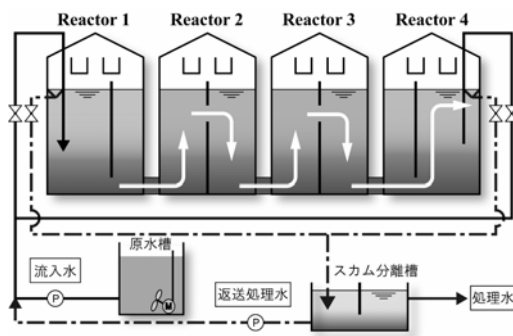 Reactor 1
Reactor 2
Reactor 3
Reactor 4
原水槽
流入水
P
M
返送処理水
P
スカム分離槽
処理水